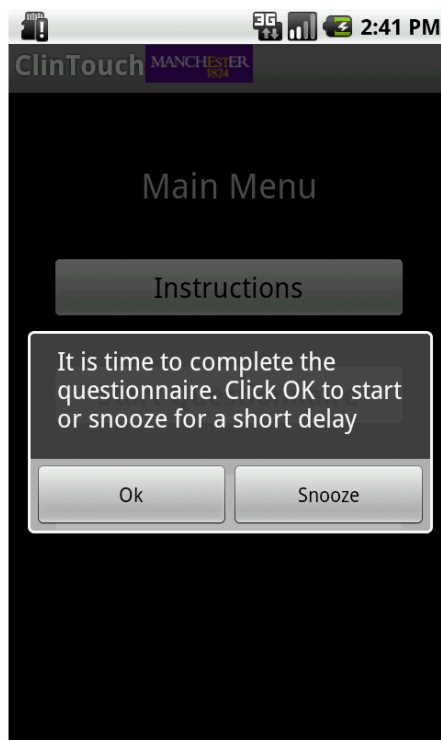 3G 2:41 PM
ClinTouch MANCHESTER
1824
Main Menu
Instructions
It is time to complete the
questionnaire. Click OK to start
or snooze for a short delay
Ok Snooze